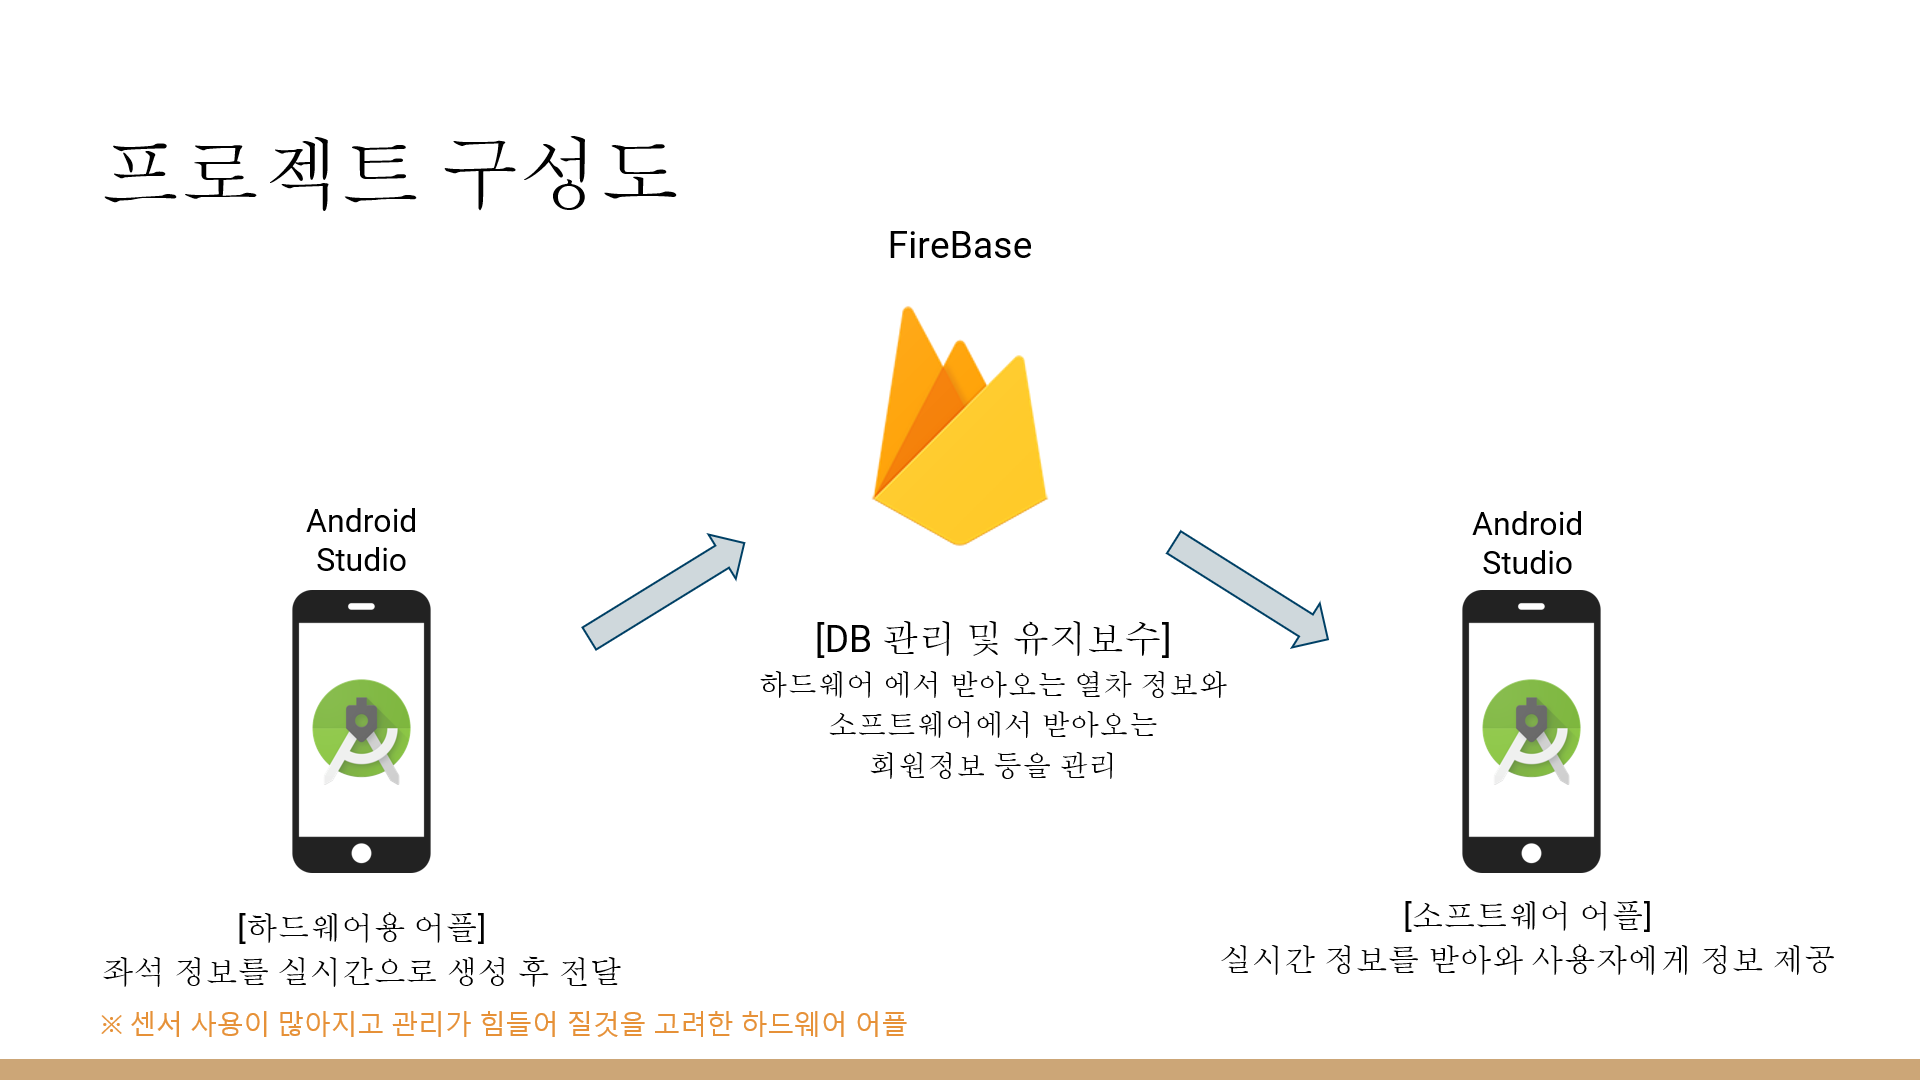 프로젝트 구성도
FireBase
Android
Studio
[하드웨어용 어플]
좌석 정보를 실시간으로 생성 후 전달
※ 센서 사용이 많아지고 관리가 힘들어 질것을 고려한 하드웨어 어플
[DB 관리 및 유지보수]
하드웨어 에서 받아오는 열차 정보와
소프트웨어에서 받아오는
회원정보 등을 관리
Android
Studio
[소프트웨어 어플]
실시간 정보를 받아와 사용자에게 정보 제공